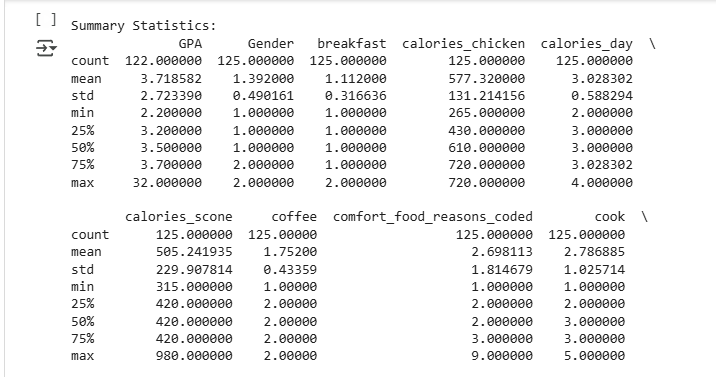 [ ] Summary Statistics:
GPA Gender breakfast calories_chicken calories_day \
count 122.000000 125.000000 125.000000 125.000000 125.000000
mean 3.718582 1.392000 1.112000 577.320000 3.028302
std 2.723390 0.490161 0.316636 131.214156 0.588294
min 2.200000 1.000000 1.000000 265.000000 2.000000
25% 3.200000 1.000000 1.000000 430.000000 3.000000
50% 3.500000 1.000000 1.000000 610.000000 3.000000
75% 3.700000 2.000000 1.000000 720.000000 3.028302
max 32.000000 2.000000 2.000000 720.000000 4.000000
calories_scone coffee comfort_food_reasons_coded cook \
count 125.000000 125.00000 125.000000 125.000000
mean 505.241935 1.75200 2.698113 2.786885
std 229.907814 0.43359 1.814679 1.025714
min 315.000000 1.00000 1.000000 1.000000
25% 420.000000 2.00000 2.000000 2.000000
50% 420.000000 2.00000 2.000000 3.000000
75% 420.000000 2.00000 3.000000 3.000000
max 980.000000 2.00000 9.000000 5.000000